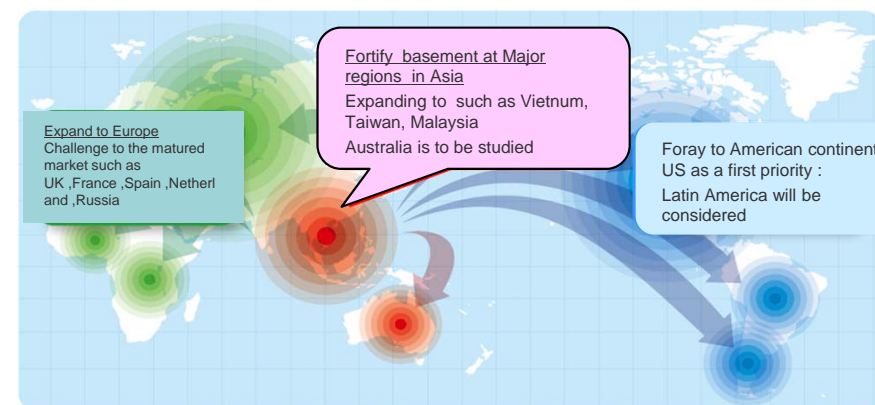 Fortify basement at Major
regions in Asia
Expanding to such as Vietnum,
Taiwan, Malaysia
Australia is to be studied
Expand to Europe
Challenge to the matured
market such as
UK ,France ,Spain ,Netherl
and ,Russia
Foray to American continent
US as a first priority :
Latin America will be
considered